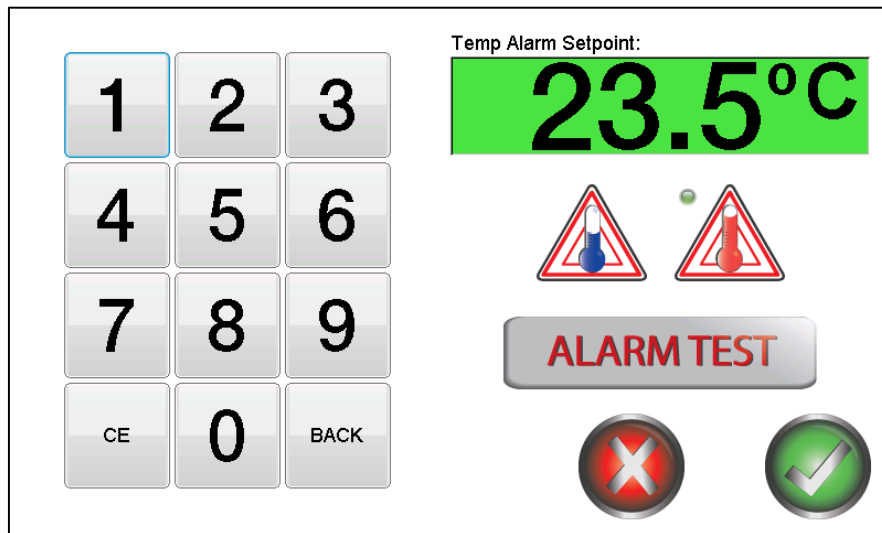 Temp Alarm Setpoint:
23.5°C
1 2 3
4 5 6
7 8 9
CE 0 BACK
ALARM TEST